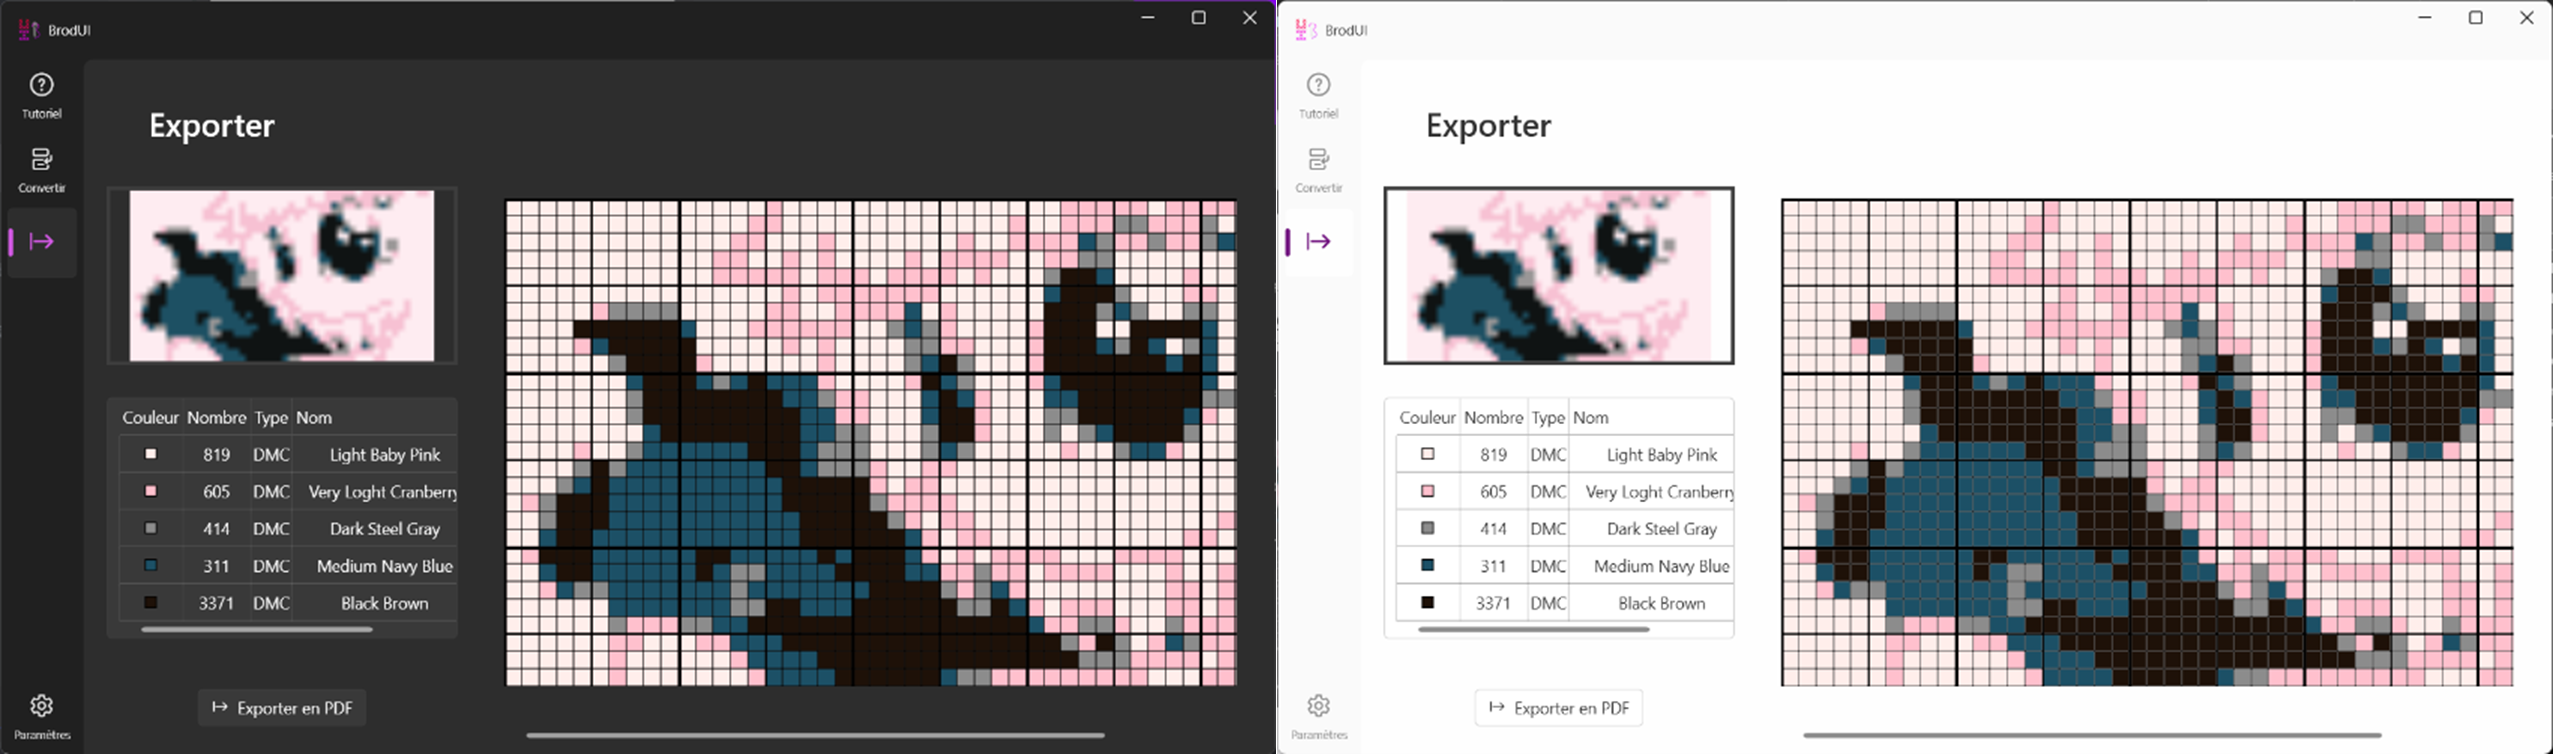 BrodUI
Tutoriel
Convertir
Exporter
Couleur Nombre Type Nom
819 DMC Light Baby Pink
605 DMC Very Loght Cranberry
414 DMC Dark Steel Gray
311 DMC Medium Navy Blue
3371 DMC Black Brown
Exporter en PDF
Paramètres
BrodUI
Tutoriel
Convertir
Exporter
Couleur Nombre Type Nom
819 DMC Light Baby Pink
605 DMC Very Loght Cranberry
414 DMC Dark Steel Gray
311 DMC Medium Navy Blue
3371 DMC Black Brown
Exporter en PDF
Paramètres